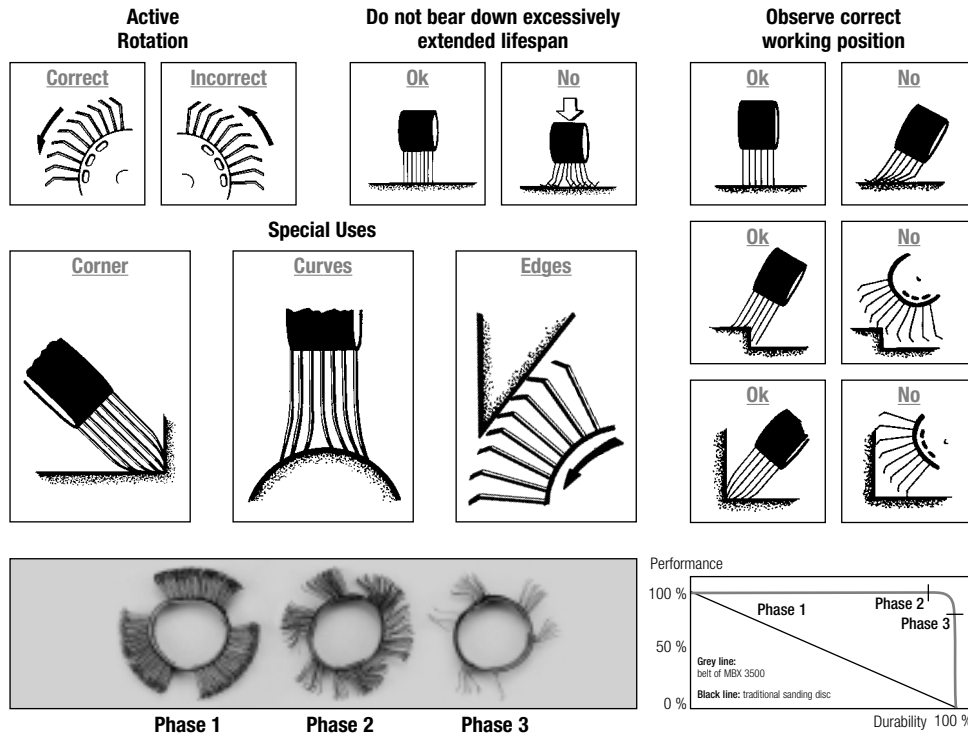 Active
Rotation
Correct
Incorrect
Do not bear down excessively
extended lifespan
Ok
No
Observe correct
working position
Ok
No
Ok
No
Ok
No
Special Uses
Corner
Curves
Edges
Phase 1
Phase 2
Phase 3
Performance
100 %
50 %
0 %
Phase 1
Phase 2
Phase 3
Grey line:
belt of MBX 3500
Black line: traditional sanding disc
Durability 100 %